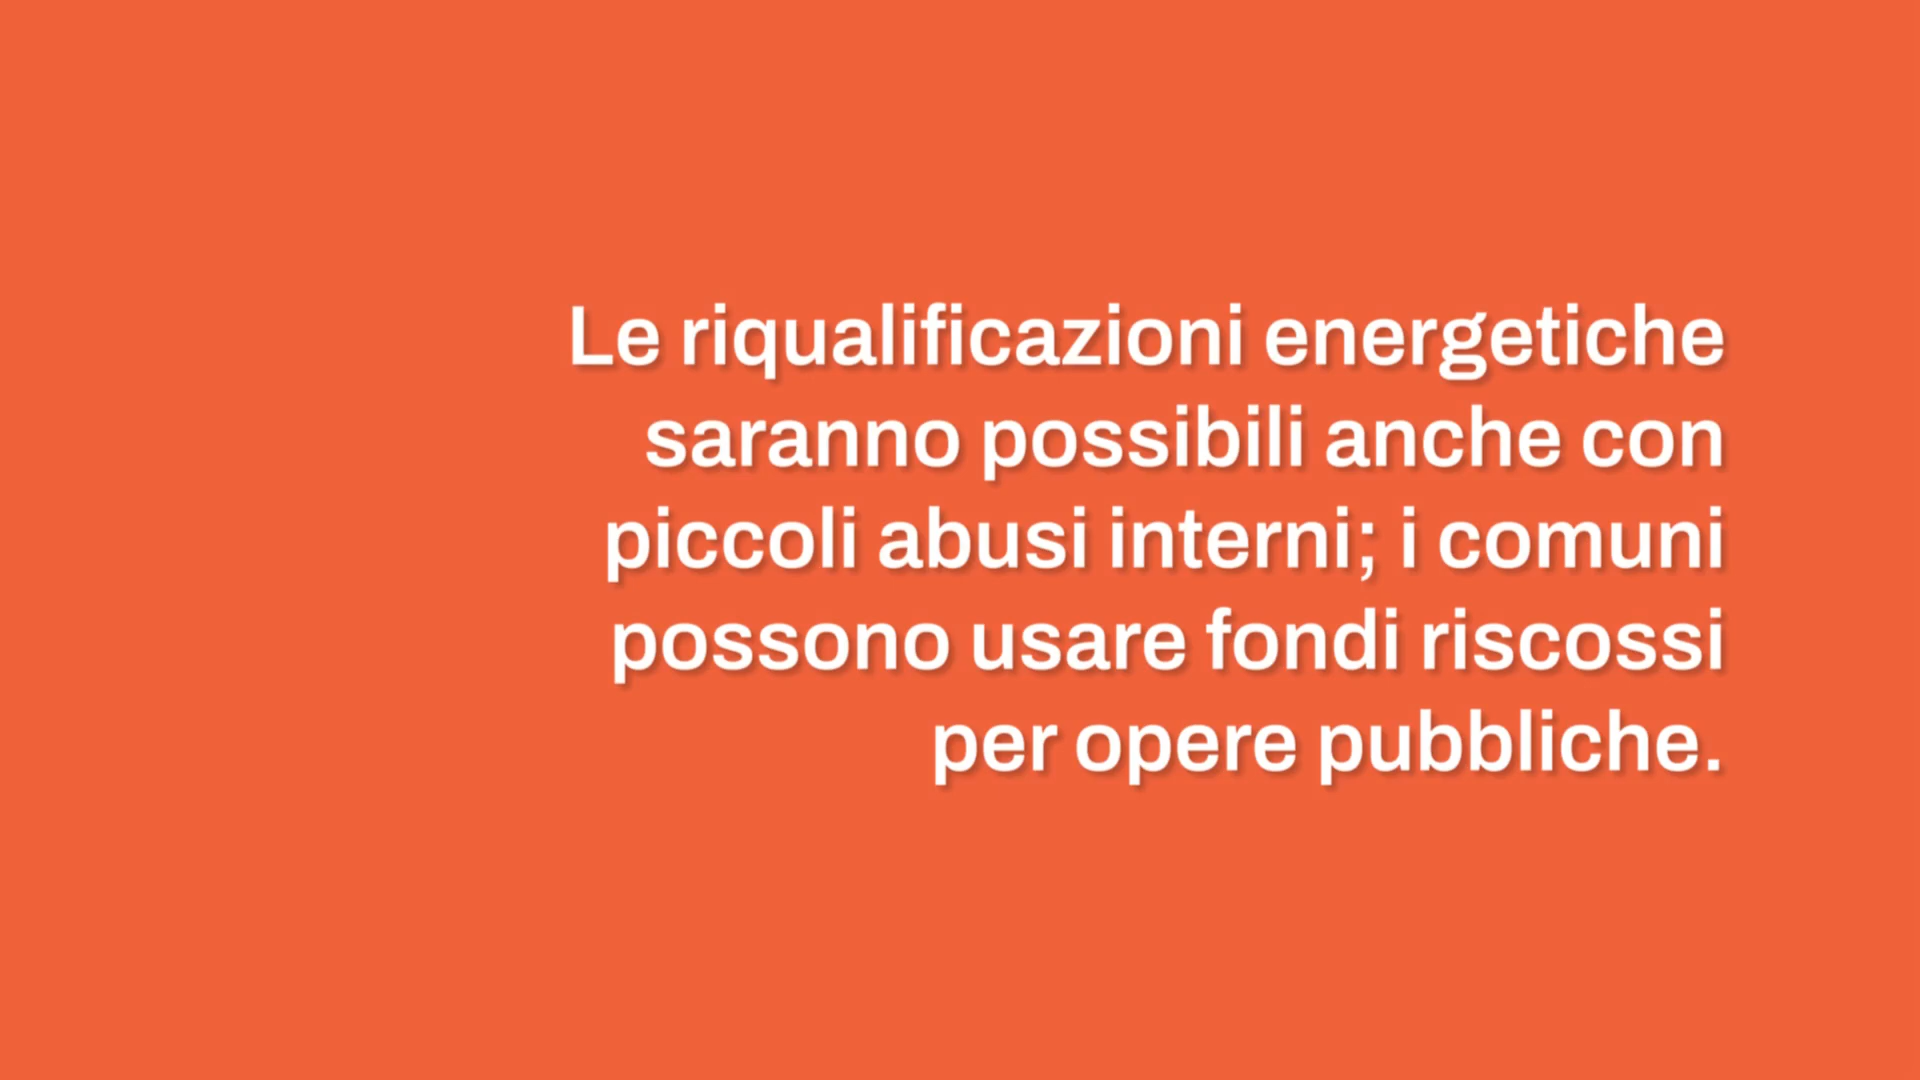 Le riqualificazioni energetiche
saranno possibili anche con
piccoli abusi interni; i comuni
possono usare fondi riscossi
per opere pubbliche.